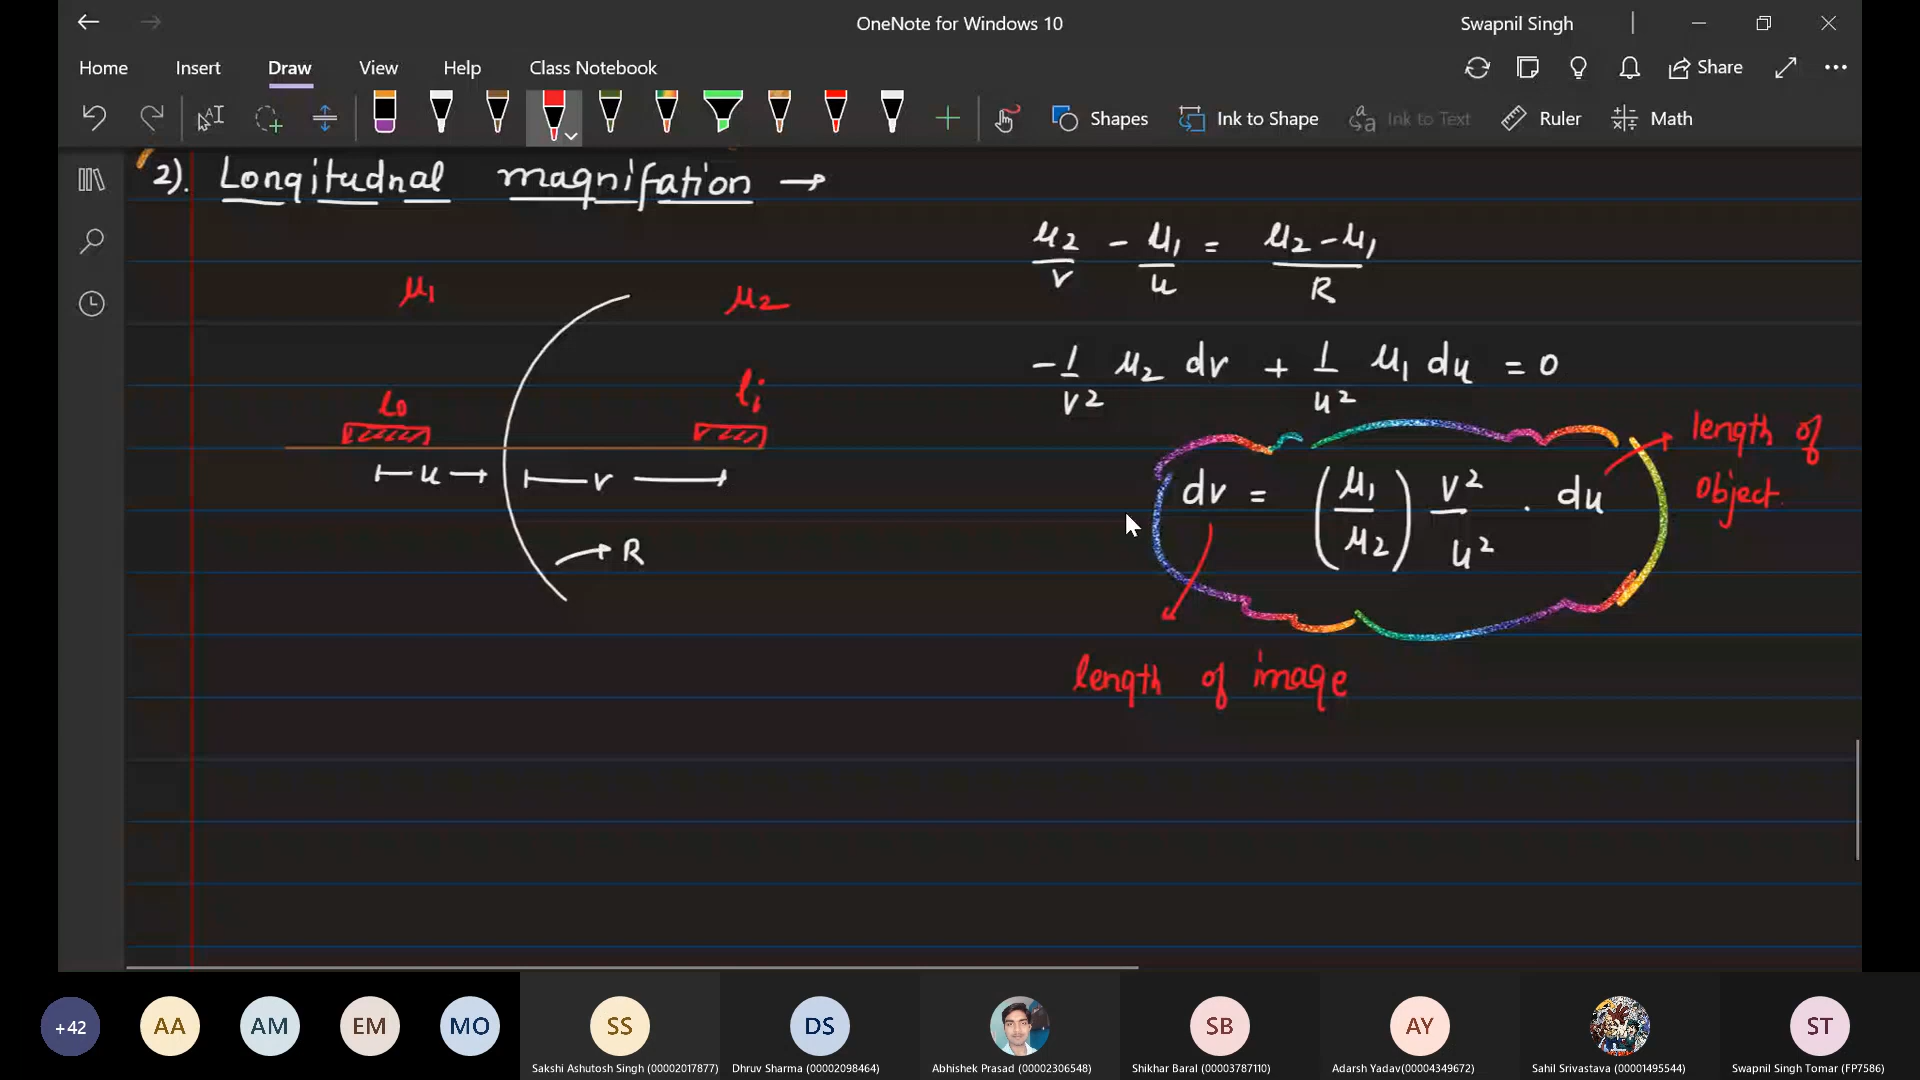 OneNote for Windows 10
Swapnil Singh
Home Insert Draw View Help Class Notebook
Share
Shapes Ink to Shape Ink to Text Ruler Math
2). Longitudnal magnifation →
μ2/v - μ1/u = μ2-μ1/R
μ1 μ2
-1/v² μ2 dv + 1/u² μ1 du = 0
lo li
length of
object
u v
dv = (μ1/μ2) v²/u² . du
R
length of image
+42 AA AM EM MO SS DS SB AY ST
Sakshi Ashutosh Singh (00002017877) Dhruv Sharma (00002098464) Abhishek Prasad (00002306548) Shikhar Baral (00003787110) Adarsh Yadav(00004349672) Sahil Srivastava (00001495544) Swapnil Singh Tomar (FP7586)